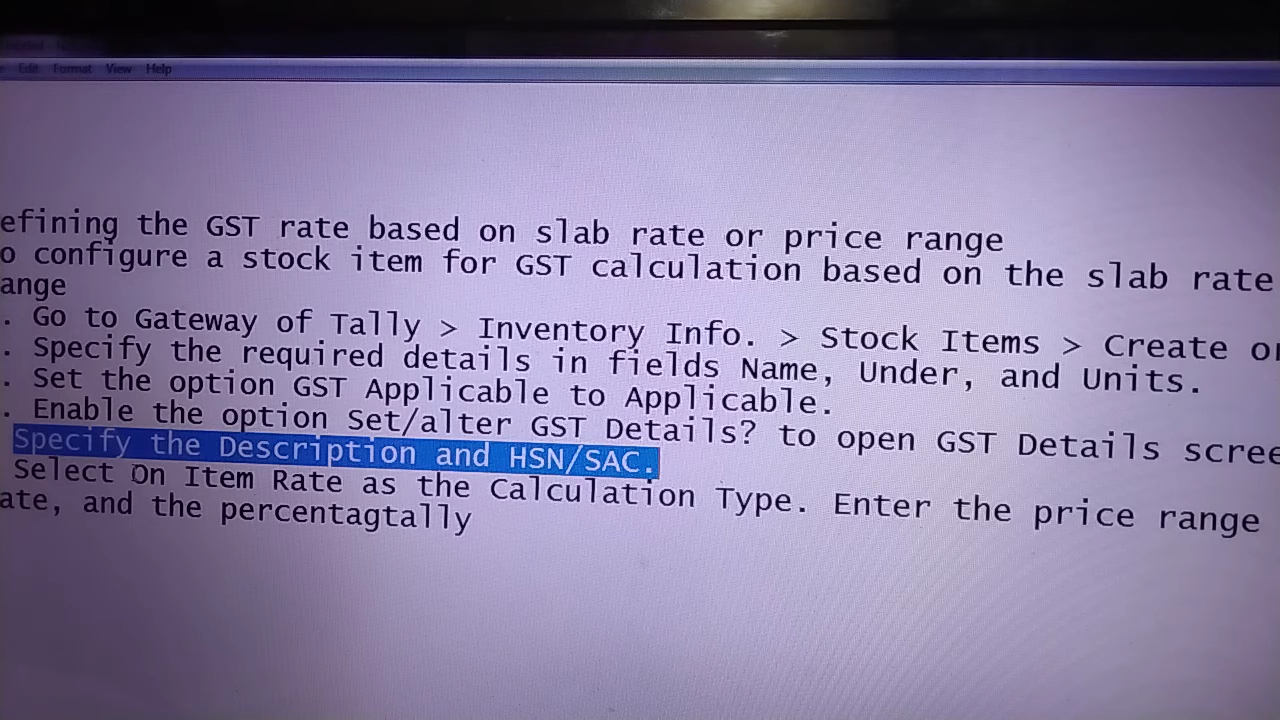 Edit Format View Help
efining the GST rate based on slab rate or price range
o configure a stock item for GST calculation based on the slab rate
ange
. Go to Gateway of Tally > Inventory Info. > Stock Items > Create or
. Specify the required details in fields Name, Under, and Units.
. Set the option GST Applicable to Applicable.
. Enable the option Set/alter GST Details? to open GST Details scree
Specify the Description and HSN/SAC.
Select On Item Rate as the Calculation Type. Enter the price range
ate, and the percentagtally